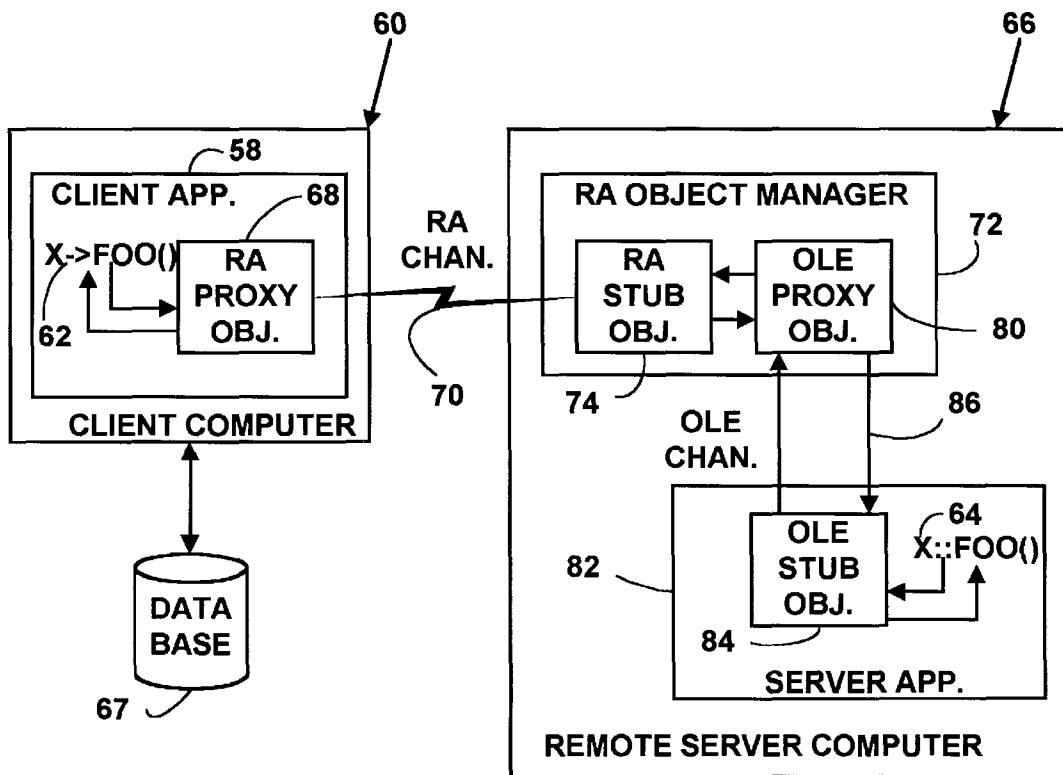 60
66
58
CLIENT APP.
68
X->FOO()
62
RA
PROXY
OBJ.
CLIENT COMPUTER
RA
CHAN.
70
RA OBJECT MANAGER
72
RA
STUB
OBJ.
74
OLE
PROXY
OBJ.
80
OLE
CHAN.
86
DATA
BASE
67
82
OLE
STUB
OBJ.
84
64
X::FOO()
SERVER APP.
REMOTE SERVER COMPUTER